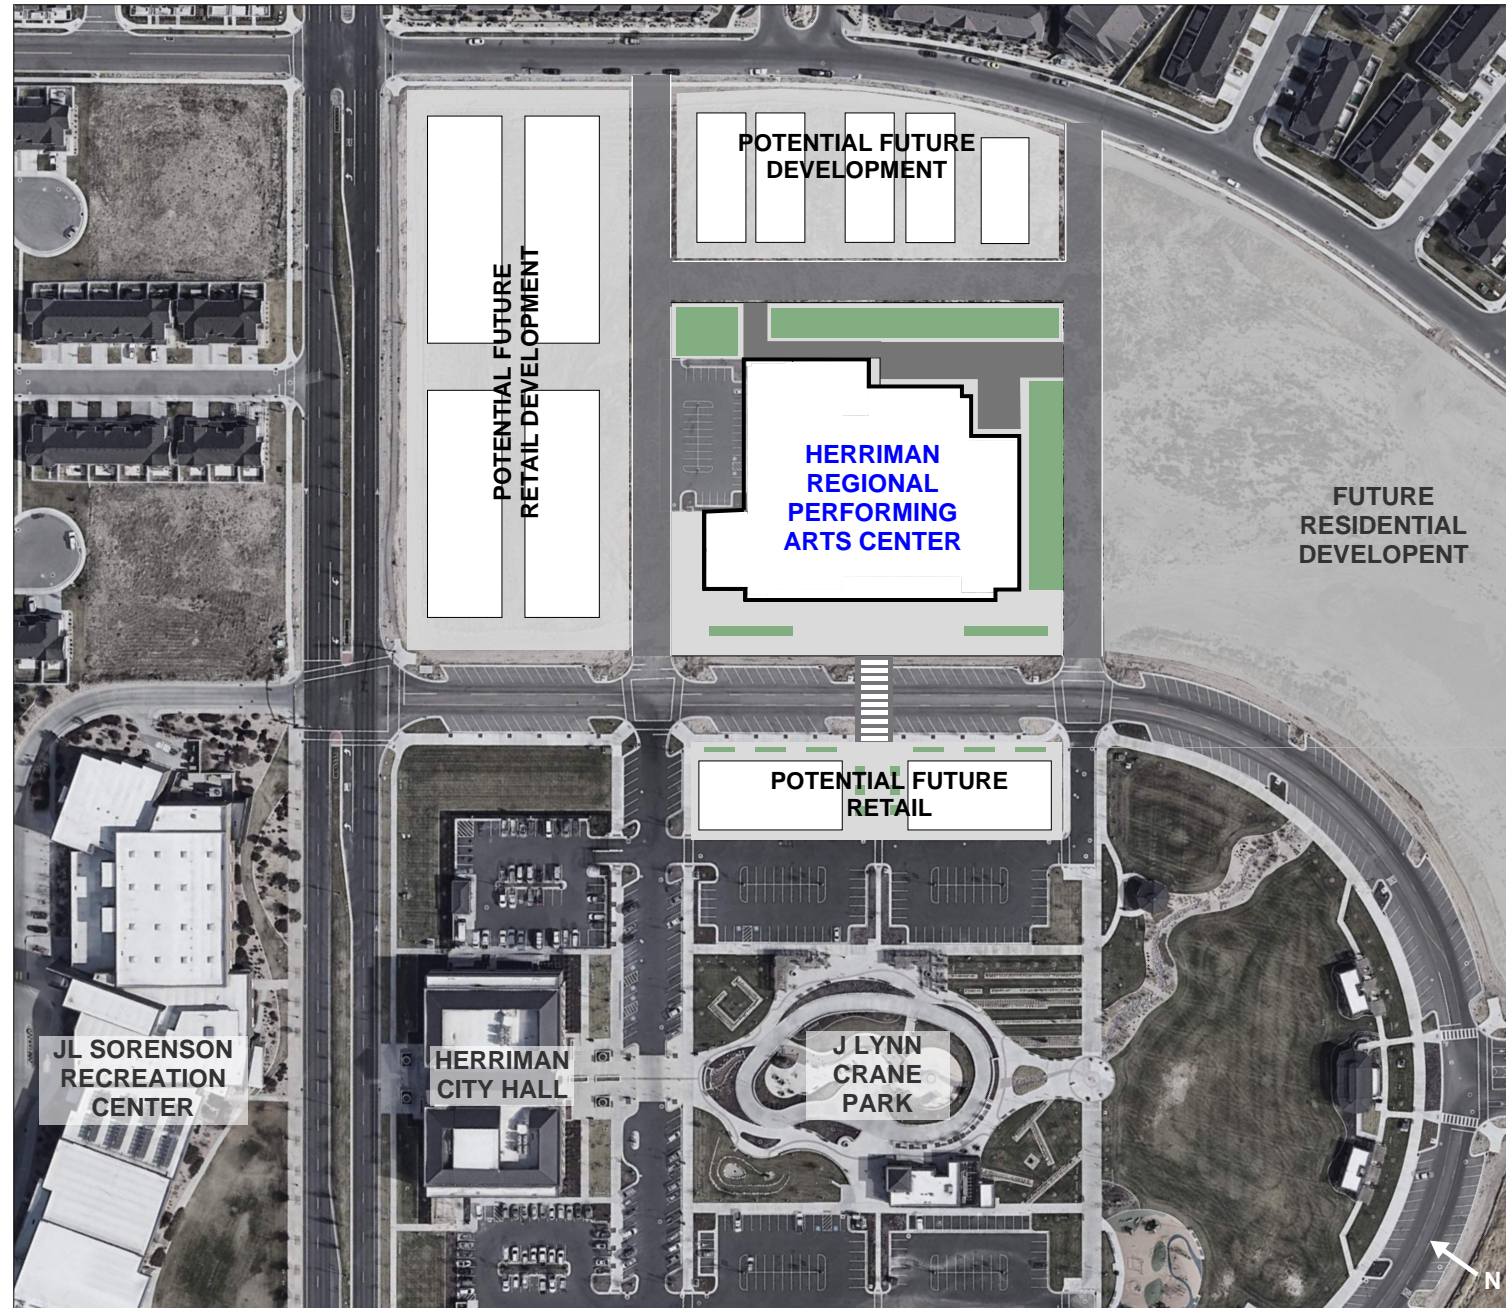 POTENTIAL FUTURE
DEVELOPMENT
POTENTIAL FUTURE
RETAIL DEVELOPMENT
HERRIMAN
REGIONAL
PERFORMING
ARTS CENTER
FUTURE
RESIDENTIAL
DEVELOPENT
POTENTIAL FUTURE
RETAIL
JL SORENSON
RECREATION
CENTER
HERRIMAN
CITY HALL
J LYNN
CRANE
PARK
N